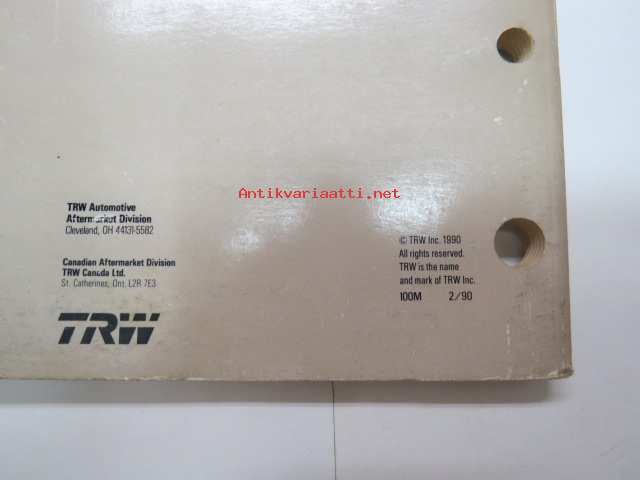 Antikvariaatti.net
TRW Automotive
Aftermarket Division
Cleveland, OH 44131-5582
Canadian Aftermarket Division
TRW Canada Ltd.
St. Catherines, Ont. L2R 7E3
TRW
© TRW Inc. 1990
All rights reserved.
TRW is the name
and mark of TRW Inc.
100M 2/90